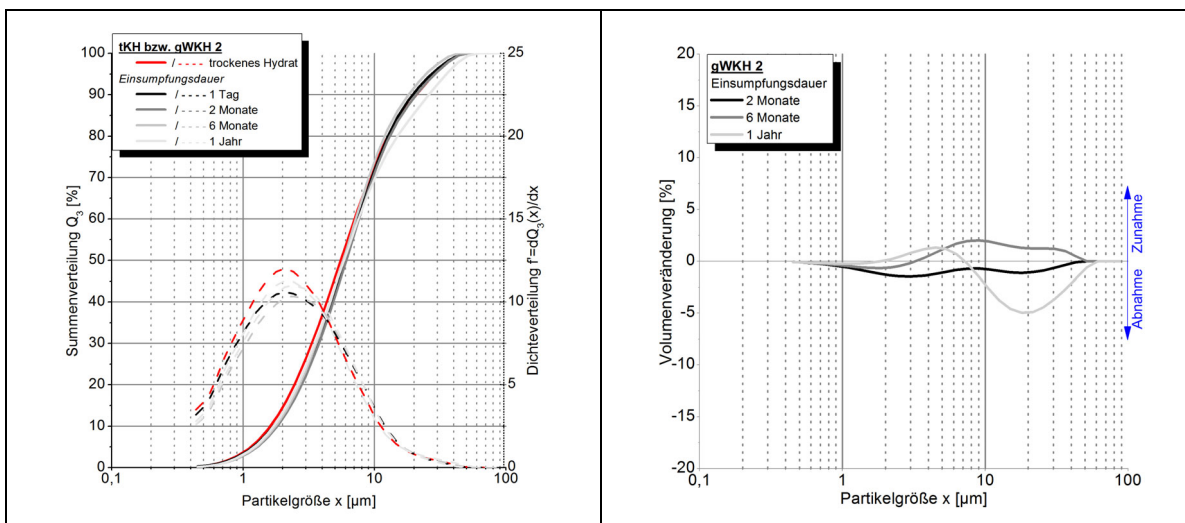 tKH bzw. gWKH 2
/ trockenes Hydrat
Einsumpfungsdauer
/ 1 Tag
/ 2 Monate
/ 6 Monate
/ 1 Jahr
Summenverteilung Q3 [%]
100
90
80
70
60
50
40
30
20
10
0
0,1
1
10
100
Partikelgröße x [µm]
25
20
15
10
5
0
Dichteverteilung F'=dQ3(x)/dx
gWKH 2
Einsumpfungsdauer
2 Monate
6 Monate
1 Jahr
Volumenveränderung [%]
20
15
10
5
0
-5
-10
-15
-20
0,1
1
10
100
Partikelgröße x [µm]
Zunahme
Abnahme